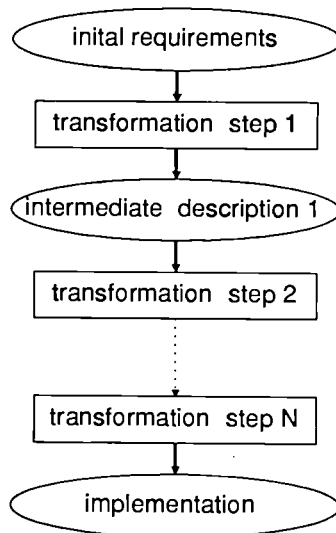 inital requirements
transformation step 1
intermediate description 1
transformation step 2
transformation step N
implementation